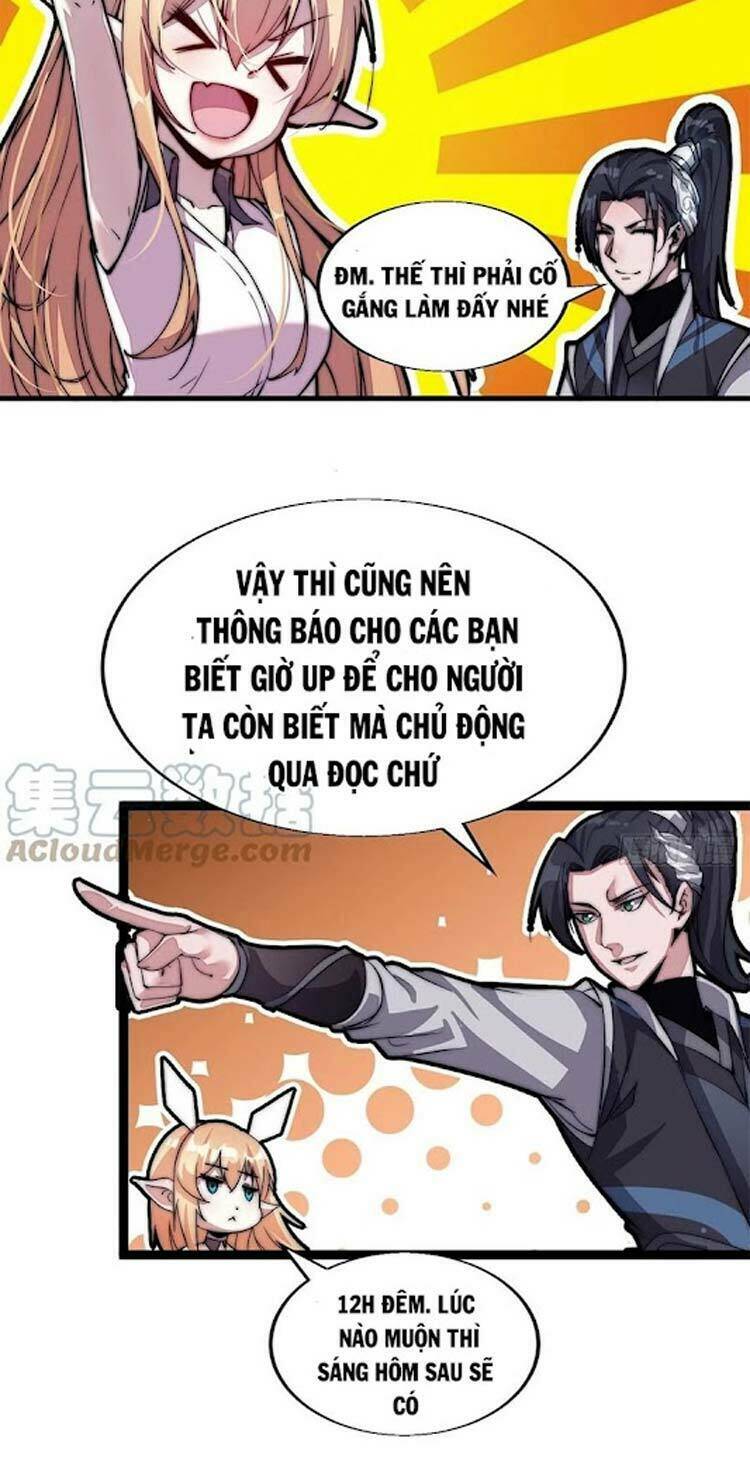 ĐM. THẾ THÌ PHẢI CỐ
GẮNG LÀM ĐẤY NHÉ
VẬY THÌ CŨNG NÊN
THÔNG BÁO CHO CÁC BẠN
BIẾT GIỜ UP ĐỂ CHO NGƯỜI
TA CÒN BIẾT MÀ CHỦ ĐỘNG
QUA ĐỌC CHỨ
集云数据
ACloudMerge.com
12H ĐÊM. LÚC
NÀO MUỘN THÌ
SÁNG HÔM SAU SẼ
CÓ